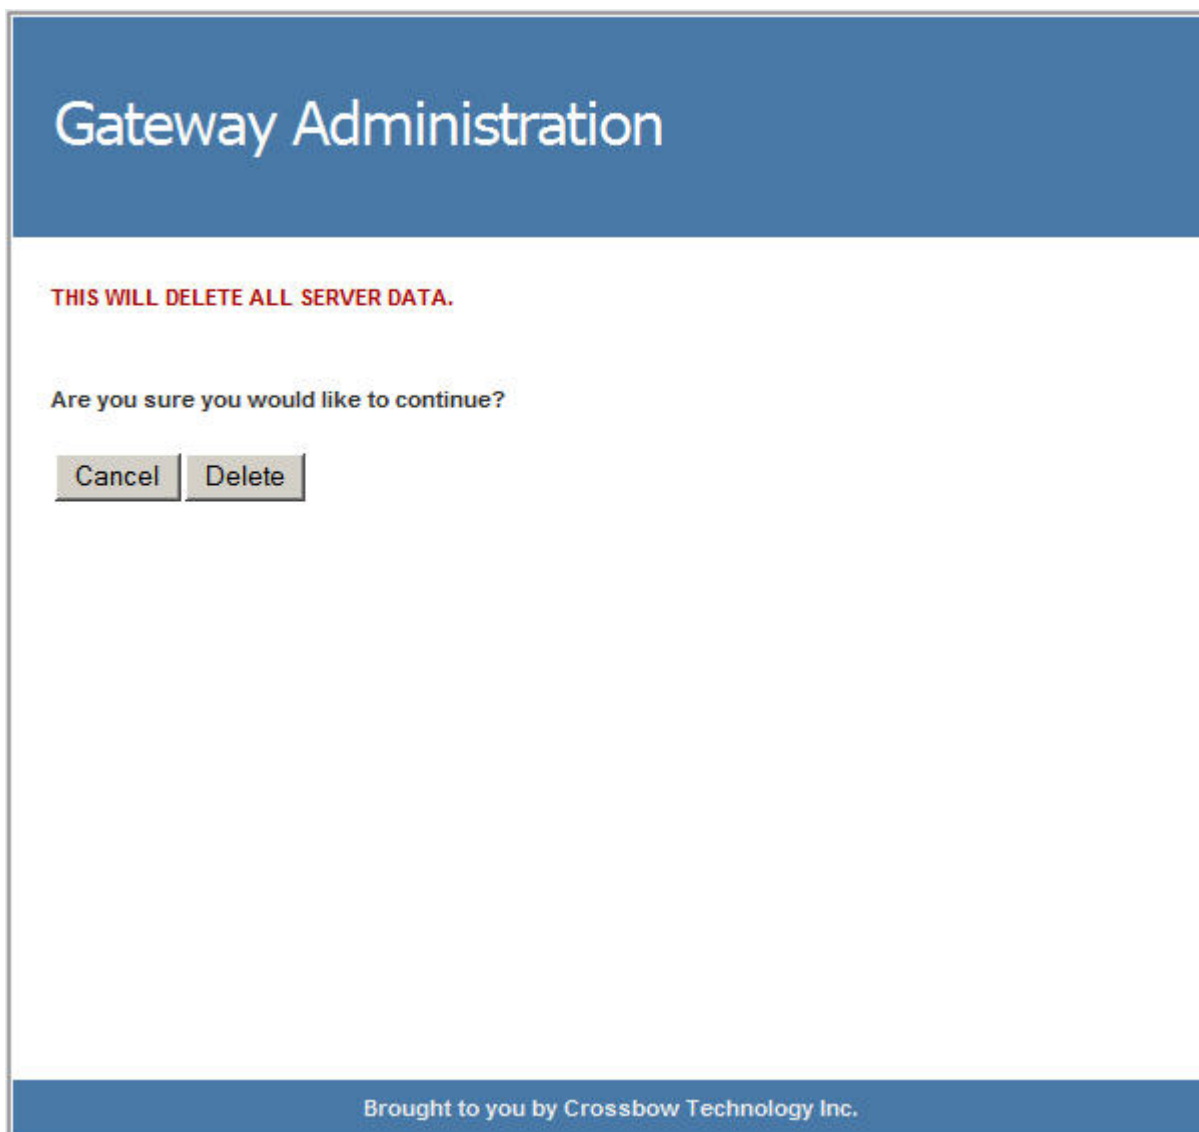 Gateway Administration
THIS WILL DELETE ALL SERVER DATA.
Are you sure you would like to continue?
Cancel Delete
Brought to you by Crossbow Technology Inc.